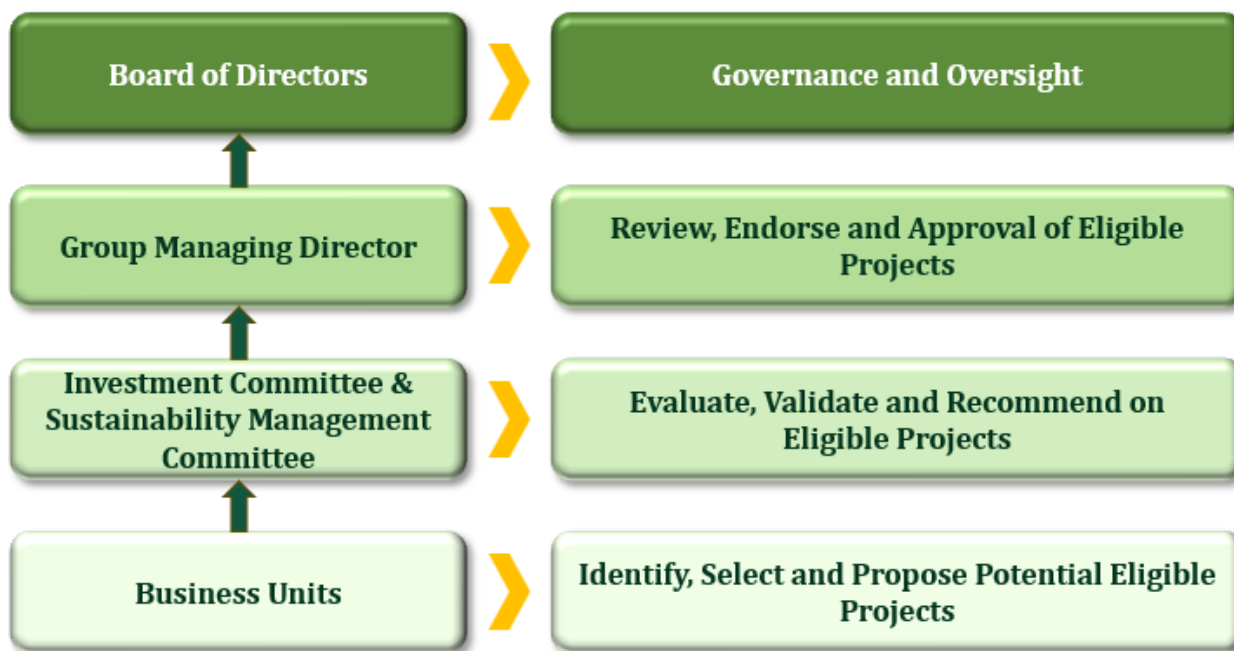 Board of Directors
Governance and Oversight
Group Managing Director
Review, Endorse and Approval of Eligible
Projects
Investment Committee &
Sustainability Management
Committee
Evaluate, Validate and Recommend on
Eligible Projects
Business Units
Identify, Select and Propose Potential Eligible
Projects